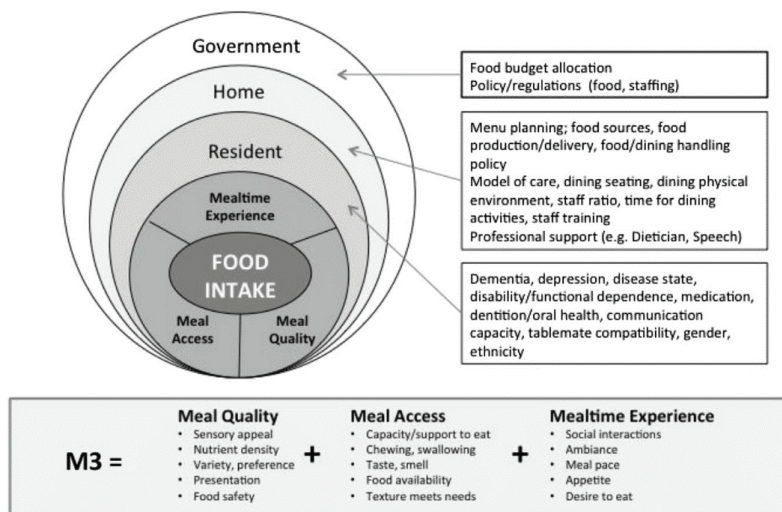 Government
Home
Resident
Mealtime
Experience
FOOD
INTAKE
Meal
Access
Meal
Quality
Food budget allocation
Policy/regulations (food, staffing)
Menu planning; food sources, food
production/delivery, food/dining handling
policy
Model of care, dining seating, dining physical
environment, staff ratio, time for dining
activities, staff training
Professional support (e.g. Dietician, Speech)
Dementia, depression, disease state,
disability/functional dependence, medication,
dentition/oral health, communication
capacity, tablemate compatibility, gender,
ethnicity
M3 =
Meal Quality
• Sensory appeal
• Nutrient density
• Variety, preference
• Presentation
• Food safety
+
Meal Access
• Capacity/support to eat
• Chewing, swallowing
• Taste, smell
• Food availability
• Texture meets needs
+
Mealtime Experience
• Social interactions
• Ambiance
• Meal pace
• Appetite
• Desire to eat